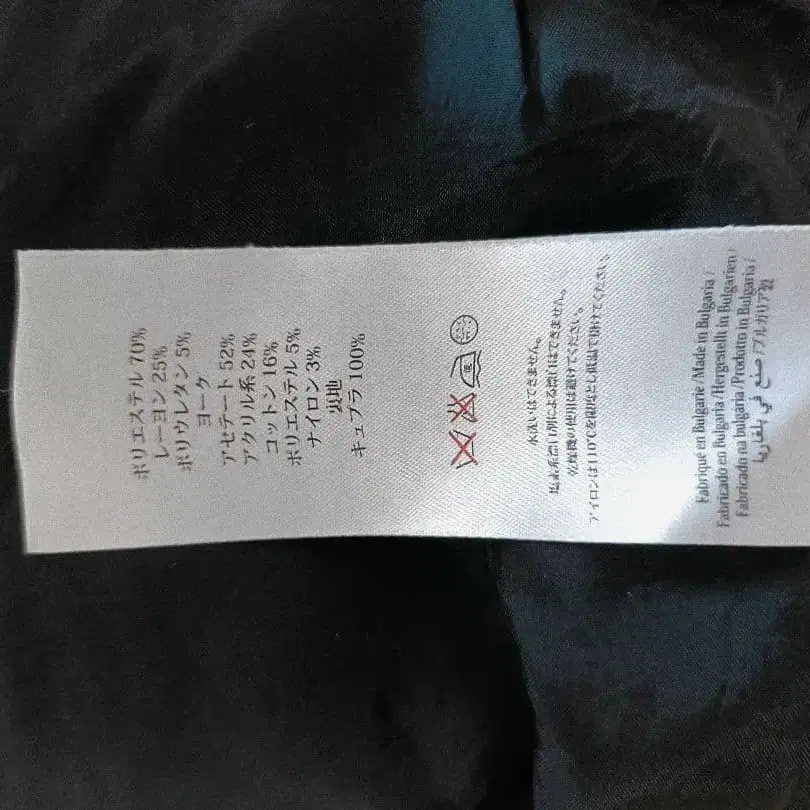 ポリエステル 70%
レーヨン 25%
ポリウレタン 5%
ヨーク
アセテート 52%
アクリル系 24%
コットン 16%
ポリエステル 5%
ナイロン 3%
裏地
キュプラ 100%
水洗いはできません。
塩素系漂白剤による漂白はできません。
乾燥機の使用は避けてください。
アイロンは110℃を限度とし低温で掛けてください。
Fabriqué en Bulgarie / Made in Bulgaria /
Fabricado en Bulgaria /Hergestellt in Bulgarien /
Fabricado na bulgaria /Prodotto in Bulgaria /
صنع في بلغاريا /ブルガリア製